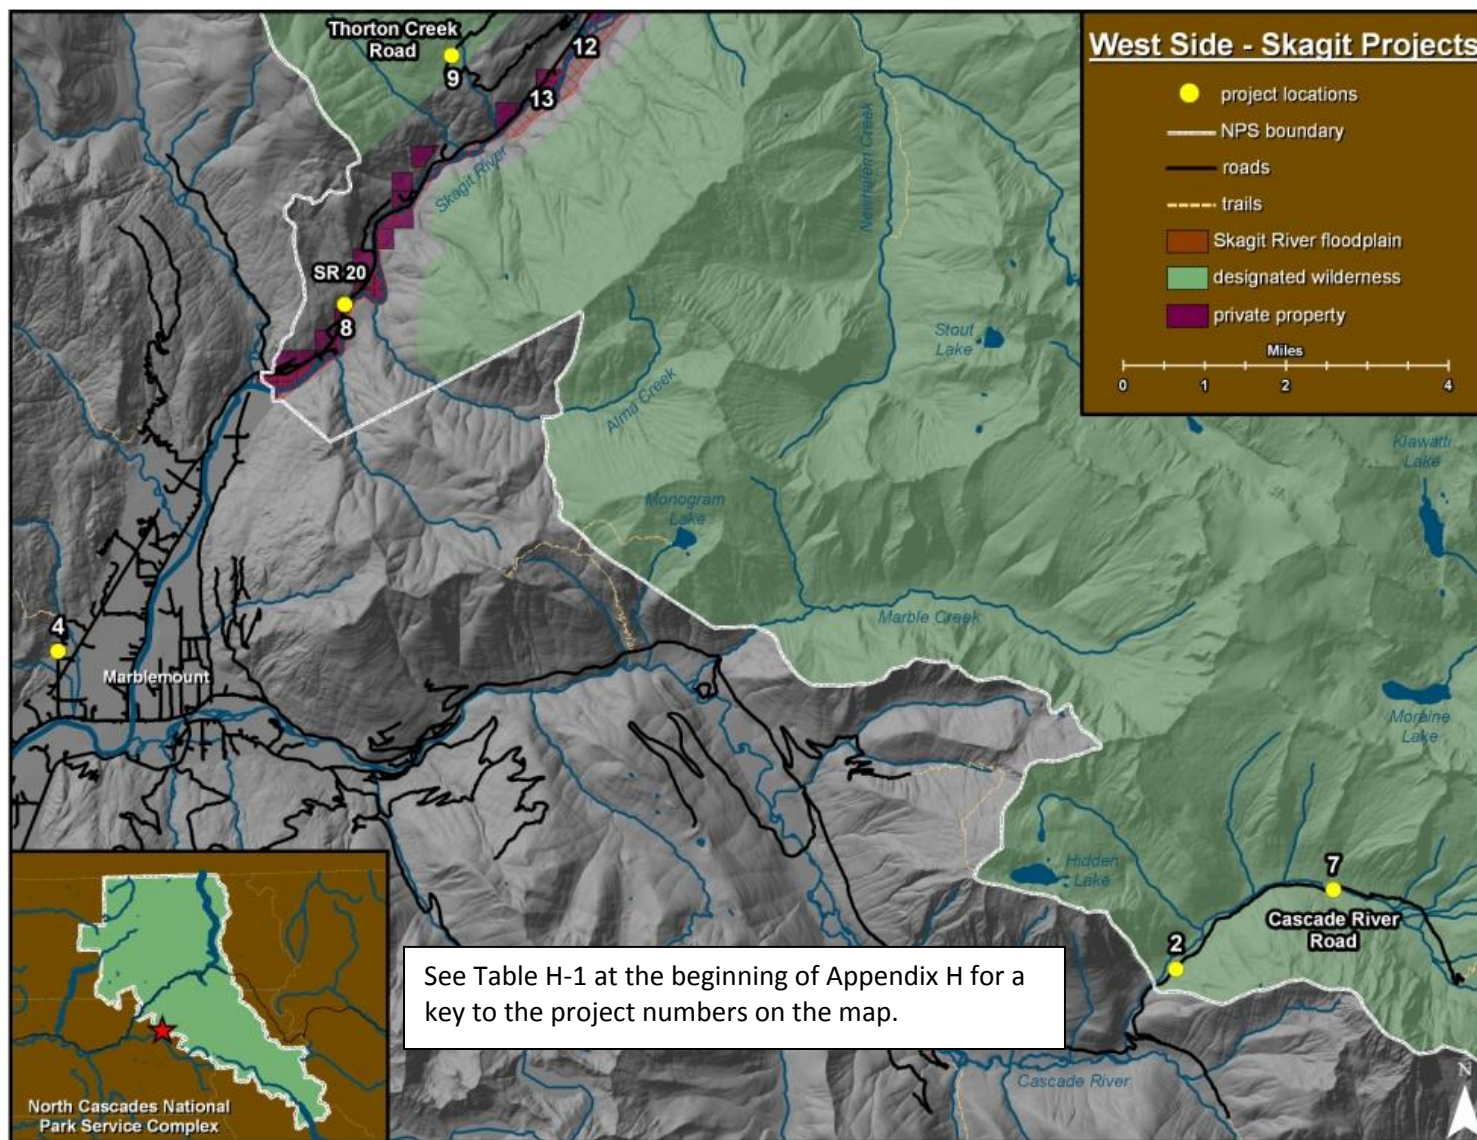 West Side - Skagit Projects
project locations
NPS boundary
roads
trails
Skagit River floodplain
designated wilderness
private property
Miles
0 1 2 4
Thorton Creek
Road
9
12
13
Skagit River
SR 20
8
Newhalem Creek
Stout
Lake
Alma Creek
Monogram
Lake
Klawatti
Lake
Marble Creek
4
Marblemount
Moraine
Lake
Hidden
Lake
7
Cascade River
Road
2
See Table H-1 at the beginning of Appendix H for a
key to the project numbers on the map.
Cascade River
N
North Cascades National
Park Service Complex